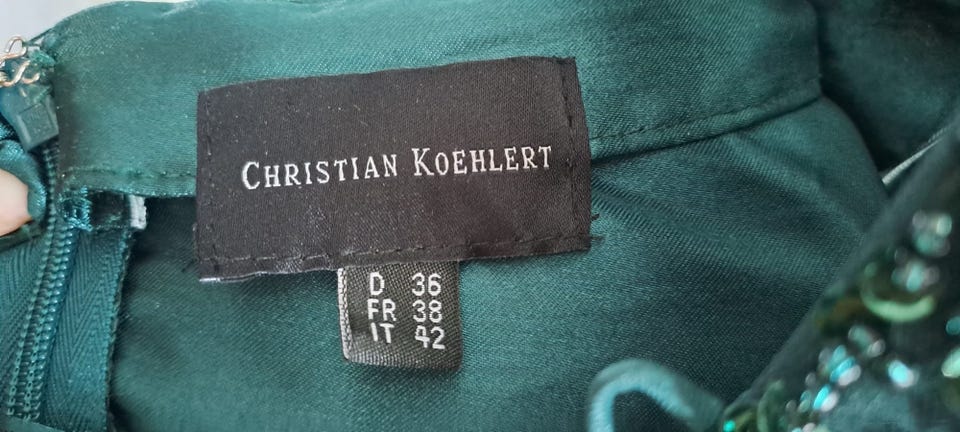 CHRISTIAN KOEHLERT
D 36
FR 38
IT 42